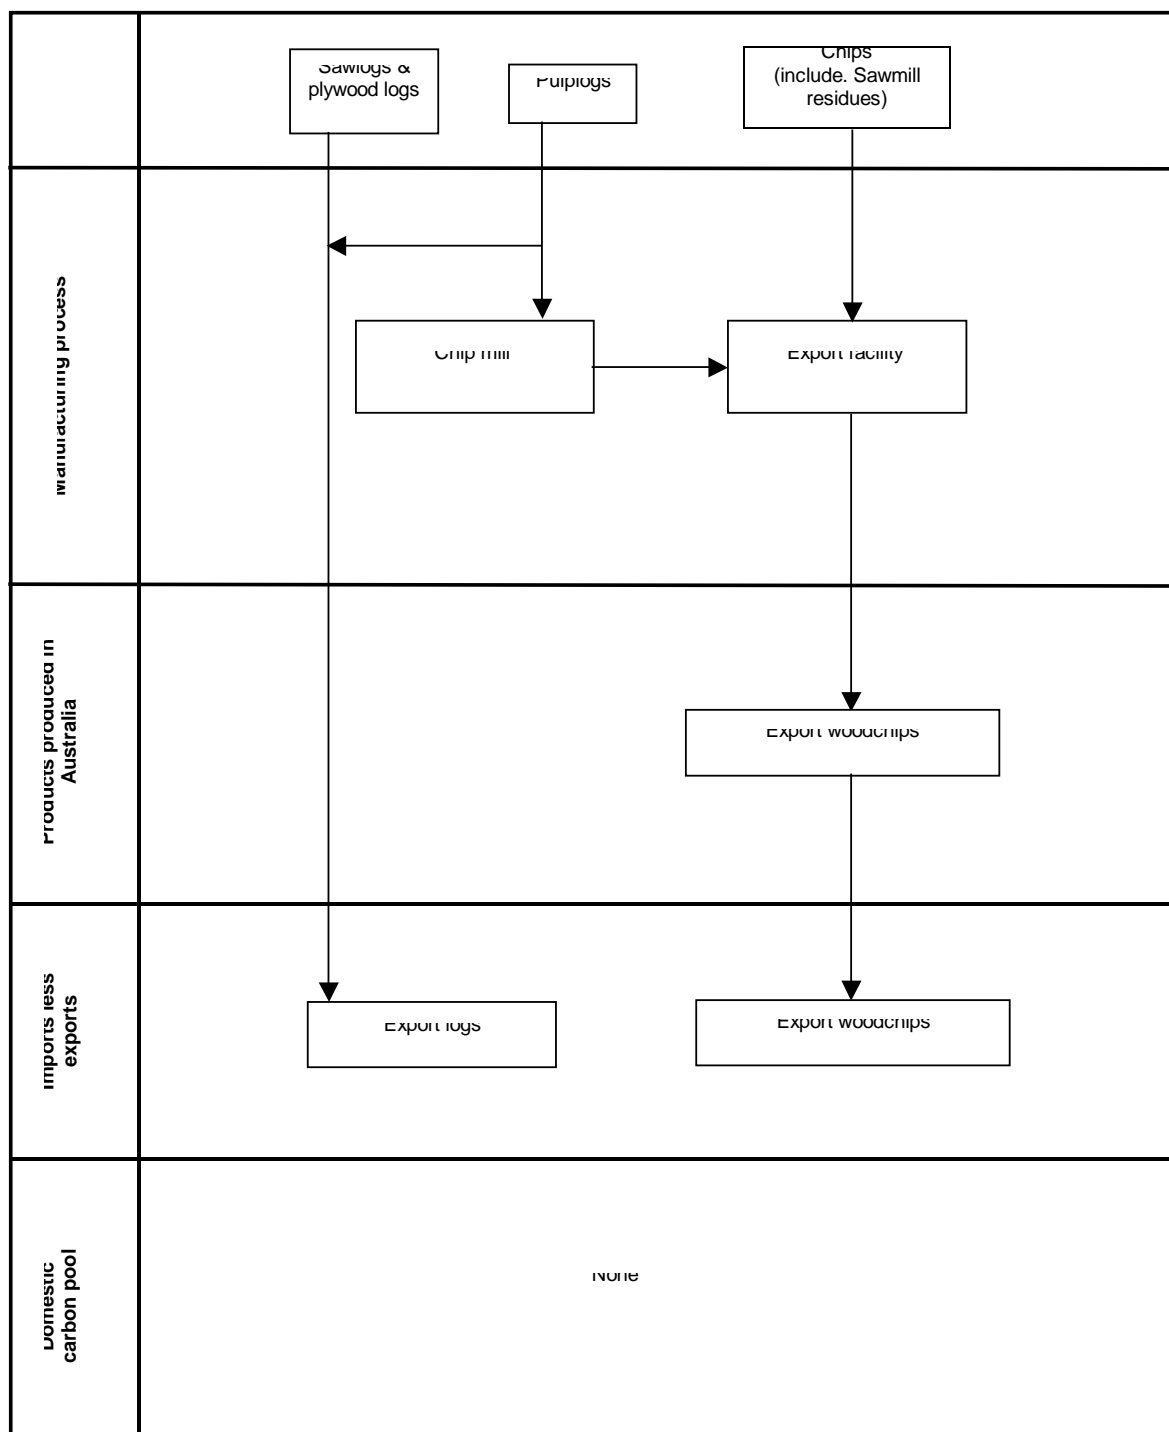 Sawlogs &
plywood logs
Pulplogs
Chips
(include. Sawmill
residues)
Manufacturing process
Chip mill
Export facility
Products produced in
Australia
Export woodchips
Imports less
exports
Export logs
Export woodchips
Domestic
carbon pool
None